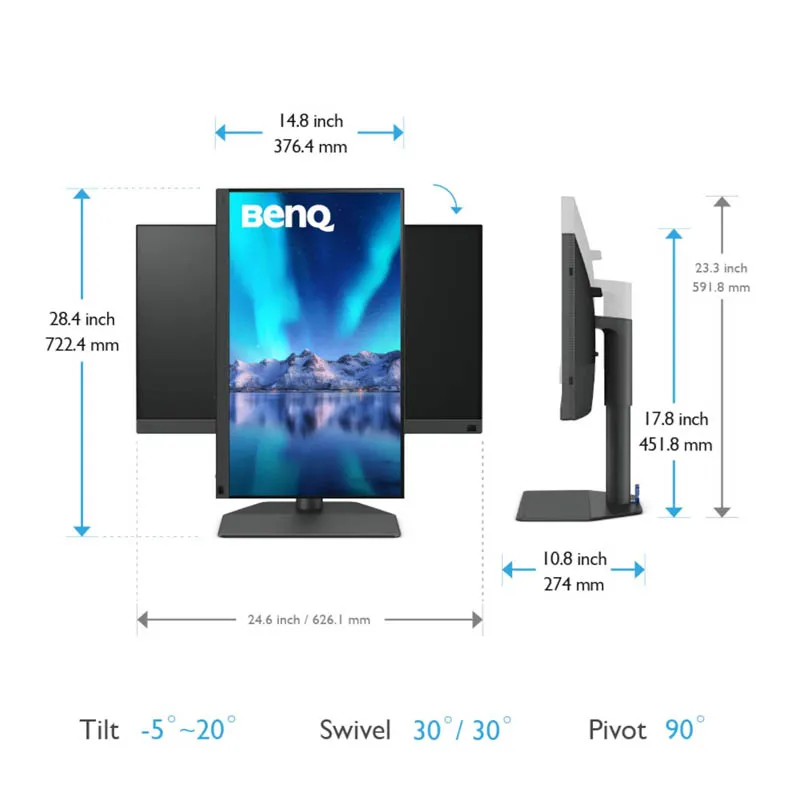 14.8 inch
376.4 mm
BenQ
28.4 inch
722.4 mm
23.3 inch
591.8 mm
17.8 inch
451.8 mm
10.8 inch
274 mm
24.6 inch / 626.1 mm
Tilt -5°~20° Swivel 30°/ 30° Pivot 90°